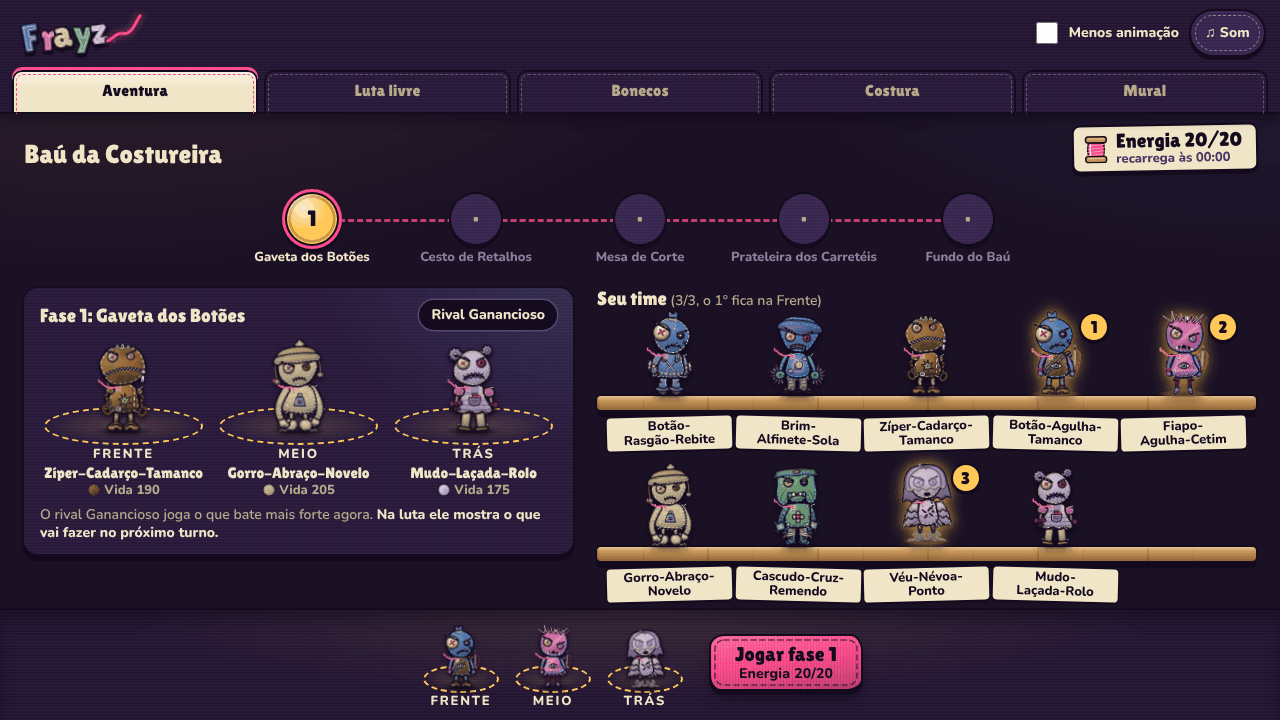 Frayz
Menos animação
♫ Som
Aventura
Luta livre
Bonecos
Costura
Mural
Baú da Costureira
Energia 20/20
recarrega às 00:00
1
Gaveta dos Botões
Cesto de Retalhos
Mesa de Corte
Prateleira dos Carretéis
Fundo do Baú
Fase 1: Gaveta dos Botões
Rival Ganancioso
FRENTE
MEIO
TRÁS
Zíper-Cadarço-Tamanco
Gorro-Abraço-Novelo
Mudo-Laçada-Rolo
Vida 190
Vida 205
Vida 175
O rival Ganancioso joga o que bate mais forte agora. Na luta ele mostra o que
vai fazer no próximo turno.
Seu time (3/3, o 1º fica na Frente)
1
2
Botão-
Rasgão-Rebite
Brim-
Alfinete-Sola
Zíper-Cadarço-
Tamanco
Botão-Agulha-
Tamanco
Fiapo-
Agulha-Cetim
3
Gorro-Abraço-
Novelo
Cascudo-Cruz-
Remendo
Véu-Névoa-
Ponto
Mudo-
Laçada-Rolo
FRENTE
MEIO
TRÁS
Jogar fase 1
Energia 20/20